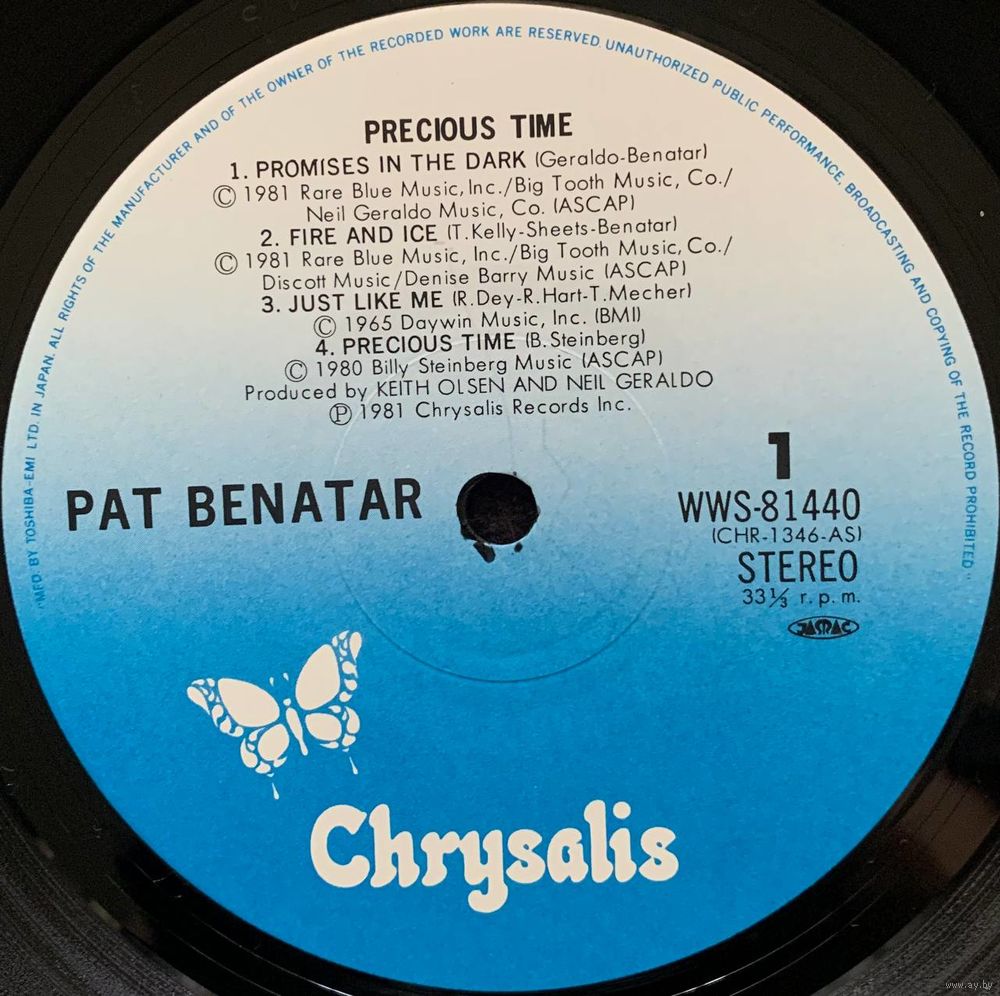 "MFD. BY TOSHIBA-EMI LTD. IN JAPAN. ALL RIGHTS OF THE MANUFACTURER AND OF THE OWNER OF THE RECORDED WORK ARE RESERVED. UNAUTHORIZED PUBLIC PERFORMANCE, BROADCASTING AND COPYING OF THE RECORD PROHIBITED."
PRECIOUS TIME
1. PROMISES IN THE DARK (Geraldo-Benatar)
Ⓒ 1981 Rare Blue Music, Inc./Big Tooth Music, Co./
Neil Geraldo Music, Co. (ASCAP)
2. FIRE AND ICE (T.Kelly-Sheets-Benatar)
Ⓒ 1981 Rare Blue Music, Inc./Big Tooth Music, Co./
Discott Music/Denise Barry Music (ASCAP)
3. JUST LIKE ME (R.Dey-R.Hart-T.Mecher)
Ⓒ 1965 Daywin Music, Inc. (BMI)
4. PRECIOUS TIME (B.Steinberg)
Ⓒ 1980 Billy Steinberg Music (ASCAP)
Produced by KEITH OLSEN AND NEIL GERALDO
Ⓟ 1981 Chrysalis Records Inc.
PAT BENATAR
1
WWS-81440
(CHR-1346-AS)
STEREO
33⅓ r.p.m.
JASRAC
Chrysalis
www.ay.by